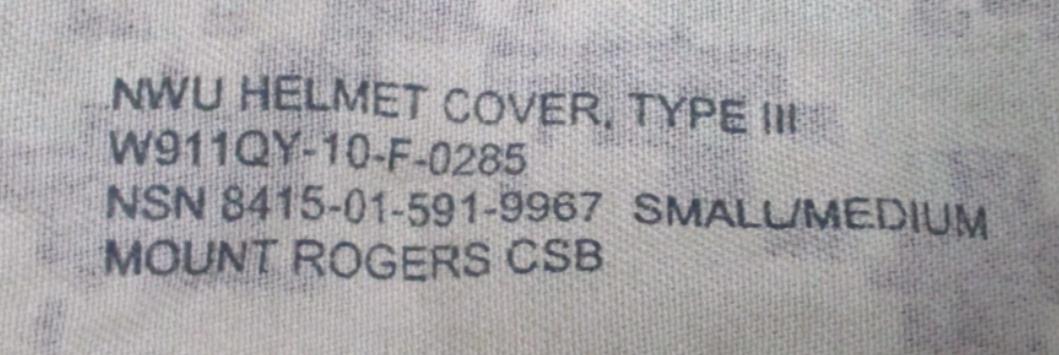 NWU HELMET COVER, TYPE III
W911QY-10-F-0285
NSN 8415-01-591-9967 SMALL/MEDIUM
MOUNT ROGERS CSB